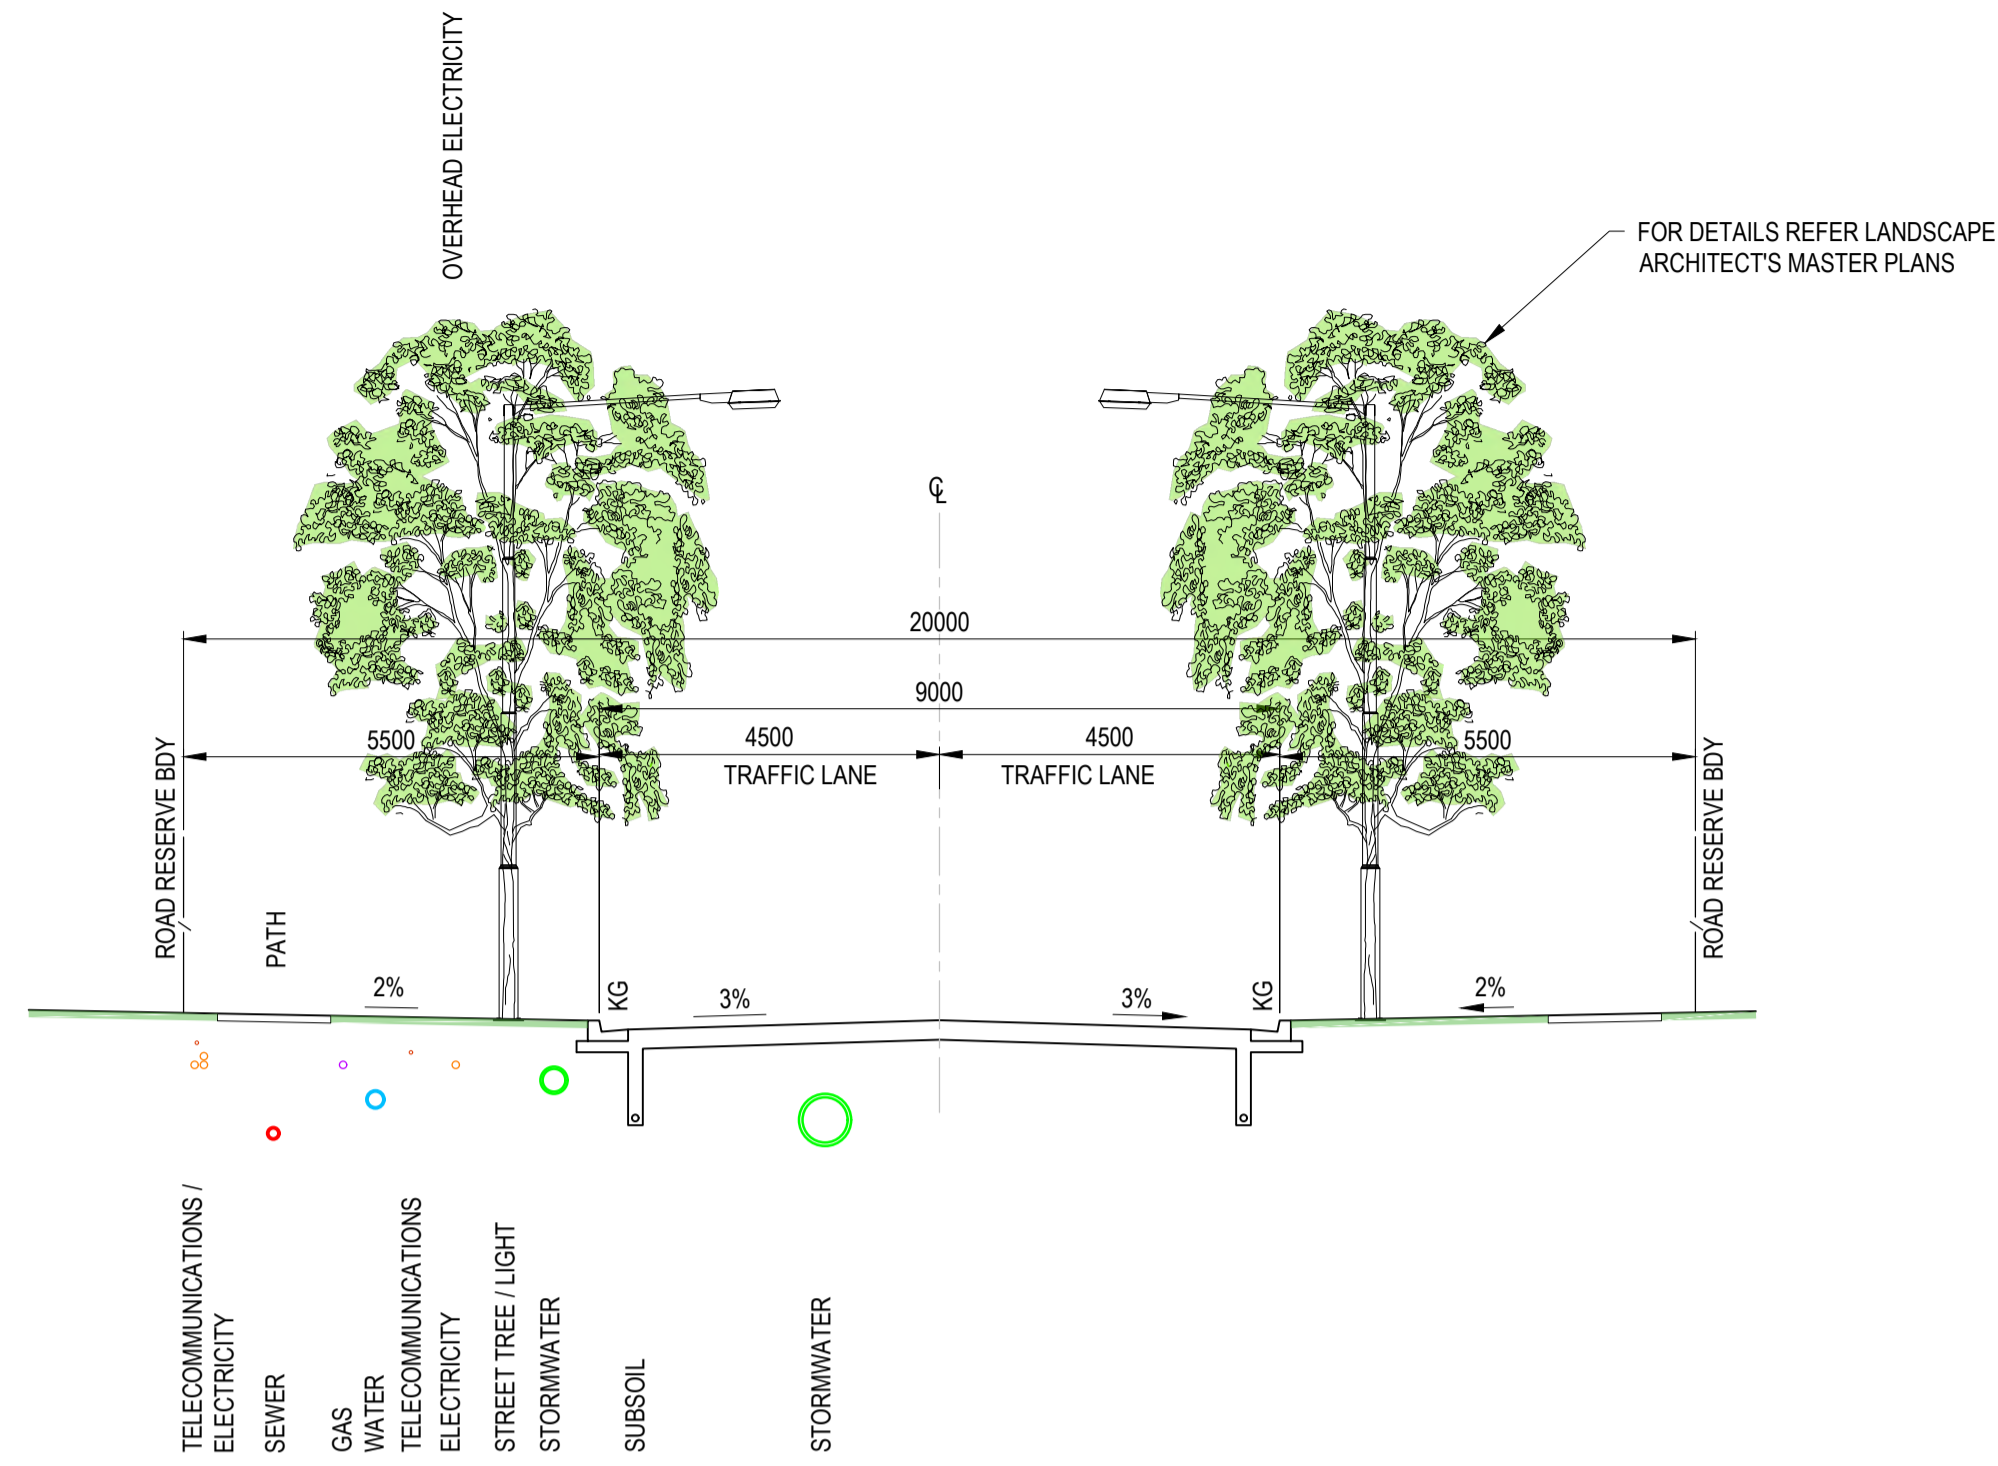 OVERHEAD ELECTRICITY
FOR DETAILS REFER LANDSCAPE
ARCHITECT'S MASTER PLANS
℄
20000
9000
5500
4500
4500
5500
TRAFFIC LANE
TRAFFIC LANE
ROAD RESERVE BDY
ROAD RESERVE BDY
PATH
2%
KG
3%
3%
KG
2%
TELECOMMUNICATIONS /
ELECTRICITY
SEWER
GAS
WATER
TELECOMMUNICATIONS
ELECTRICITY
STREET TREE / LIGHT
STORMWATER
SUBSOIL
STORMWATER